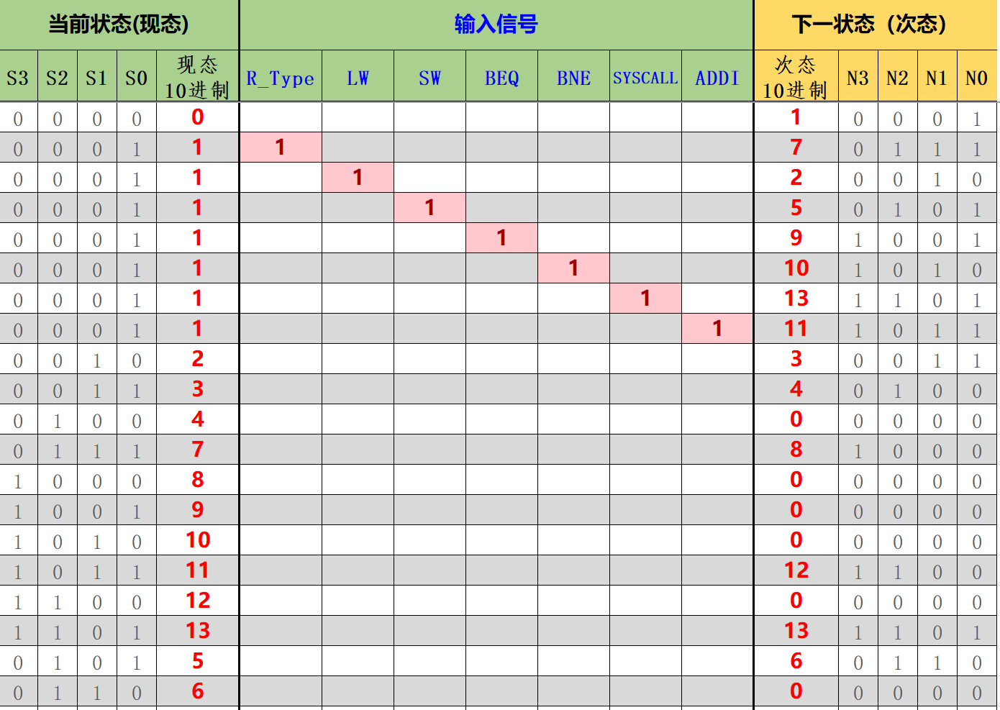 当前状态(现态) 输入信号 下一状态（次态）
S3 S2 S1 S0 现态 10进制 R_Type LW SW BEQ BNE SYSCALL ADDI 次态 10进制 N3 N2 N1 N0
0 0 0 0 0 1 0 0 0 1
0 0 0 1 1 1 7 0 1 1 1
0 0 0 1 1 1 2 0 0 1 0
0 0 0 1 1 1 5 0 1 0 1
0 0 0 1 1 1 9 1 0 0 1
0 0 0 1 1 1 10 1 0 1 0
0 0 0 1 1 1 13 1 1 0 1
0 0 0 1 1 1 11 1 0 1 1
0 0 1 0 2 3 0 0 1 1
0 0 1 1 3 4 0 1 0 0
0 1 0 0 4 0 0 0 0 0
0 1 1 1 7 8 1 0 0 0
1 0 0 0 8 0 0 0 0 0
1 0 0 1 9 0 0 0 0 0
1 0 1 0 10 0 0 0 0 0
1 0 1 1 11 12 1 1 0 0
1 1 0 0 12 0 0 0 0 0
1 1 0 1 13 13 1 1 0 1
0 1 0 1 5 6 0 1 1 0
0 1 1 0 6 0 0 0 0 0